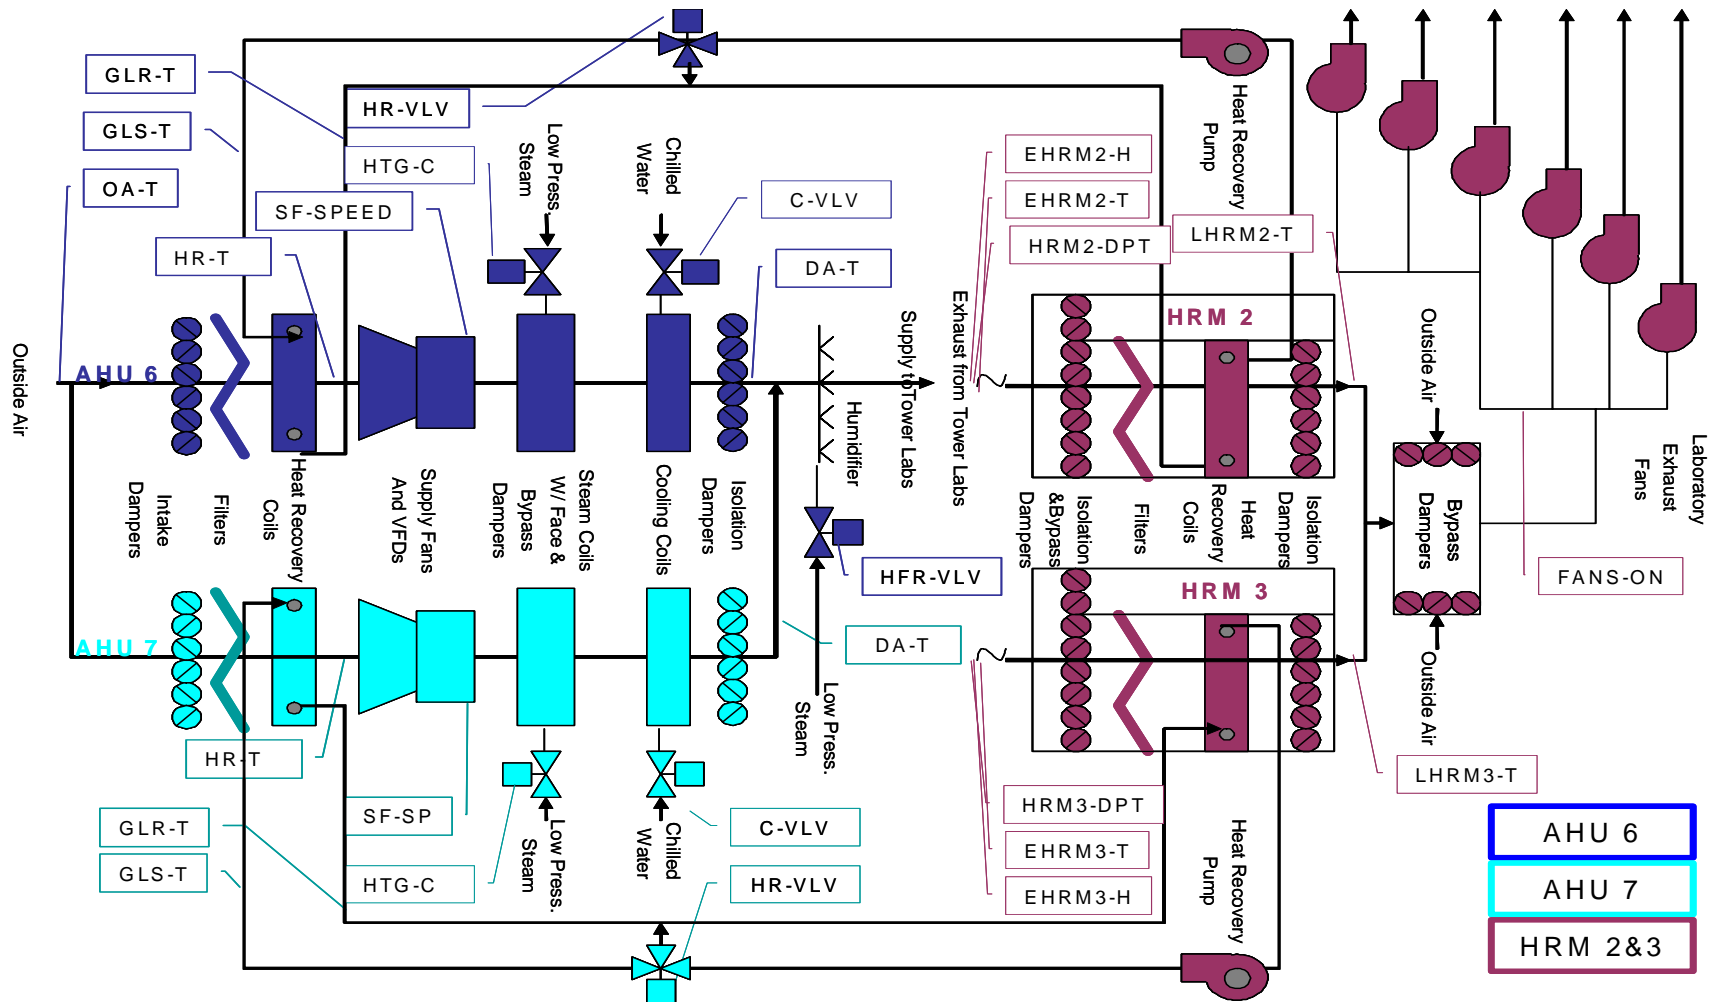 GLR-T
GLS-T
OA-T
HR-T
HR-VLV
HTG-C
SF-SPEED
Low Press.
Steam
Chilled
Water
C-VLV
DA-T
EHRM2-H
EHRM2-T
HRM2-DPT
LHRM2-T
Heat Recovery
Pump
Outside Air
AHU 6
Intake
Dampers
Filters
Heat Recovery
Coils
Supply Fans
And VFDs
Steam Coils
W/ Face &
Bypass
Dampers
Cooling Coils
Isolation
Dampers
Humidifier
Supply toTower Labs
Exhaust from Tower Labs
HFR-VLV
Low Press.
Steam
HRM 2
Isolation
&Bypass
Dampers
Filters
Heat
Recovery
Coils
Isolation
Dampers
Outside Air
Bypass
Dampers
Outside Air
Laboratory
Exhaust
Fans
FANS-ON
AHU 7
HR-T
SF-SP
GLR-T
GLS-T
HTG-C
Low Press.
Steam
Chilled
Water
C-VLV
HR-VLV
DA-T
HRM 3
HRM3-DPT
EHRM3-T
EHRM3-H
LHRM3-T
Heat Recovery
Pump
AHU 6
AHU 7
HRM 2&3